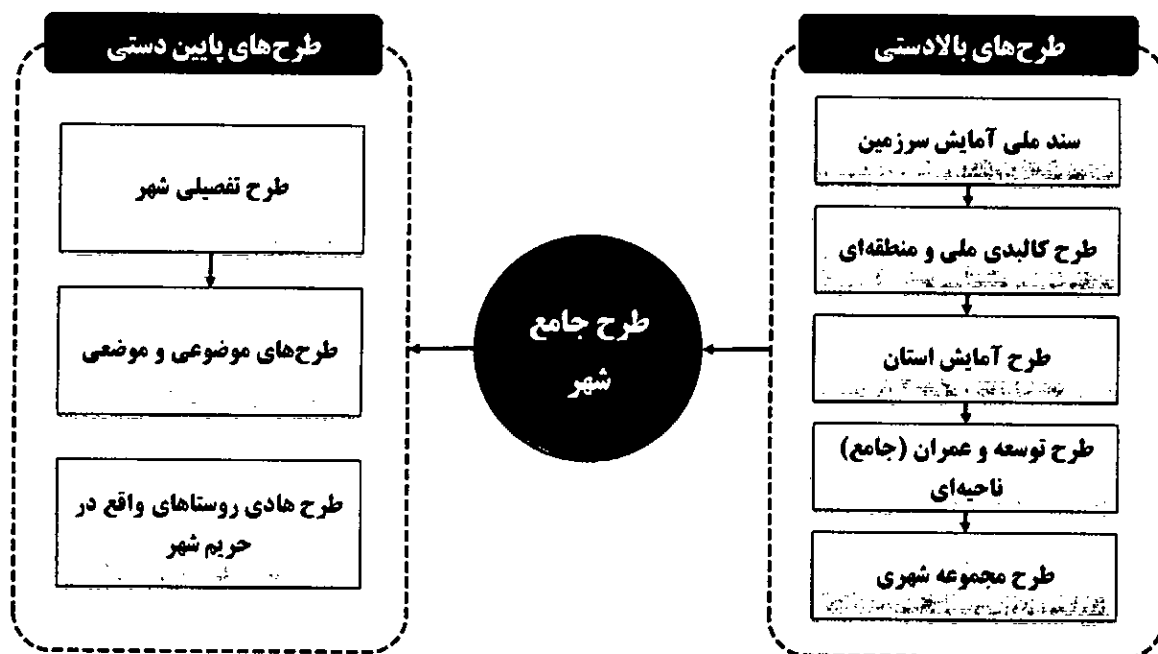 طرح‌های بالادستی
سند ملی آمایش سرزمین
طرح کالبدی ملی و منطقه‌ای
طرح آمایش استان
طرح توسعه و عمران (جامع)
ناحیه‌ای
طرح مجموعه شهری
طرح جامع
شهر
طرح‌های پایین دستی
طرح تفصیلی شهر
طرح‌های موضوعی و موضعی
طرح هادی روستاهای واقع در
حریم شهر